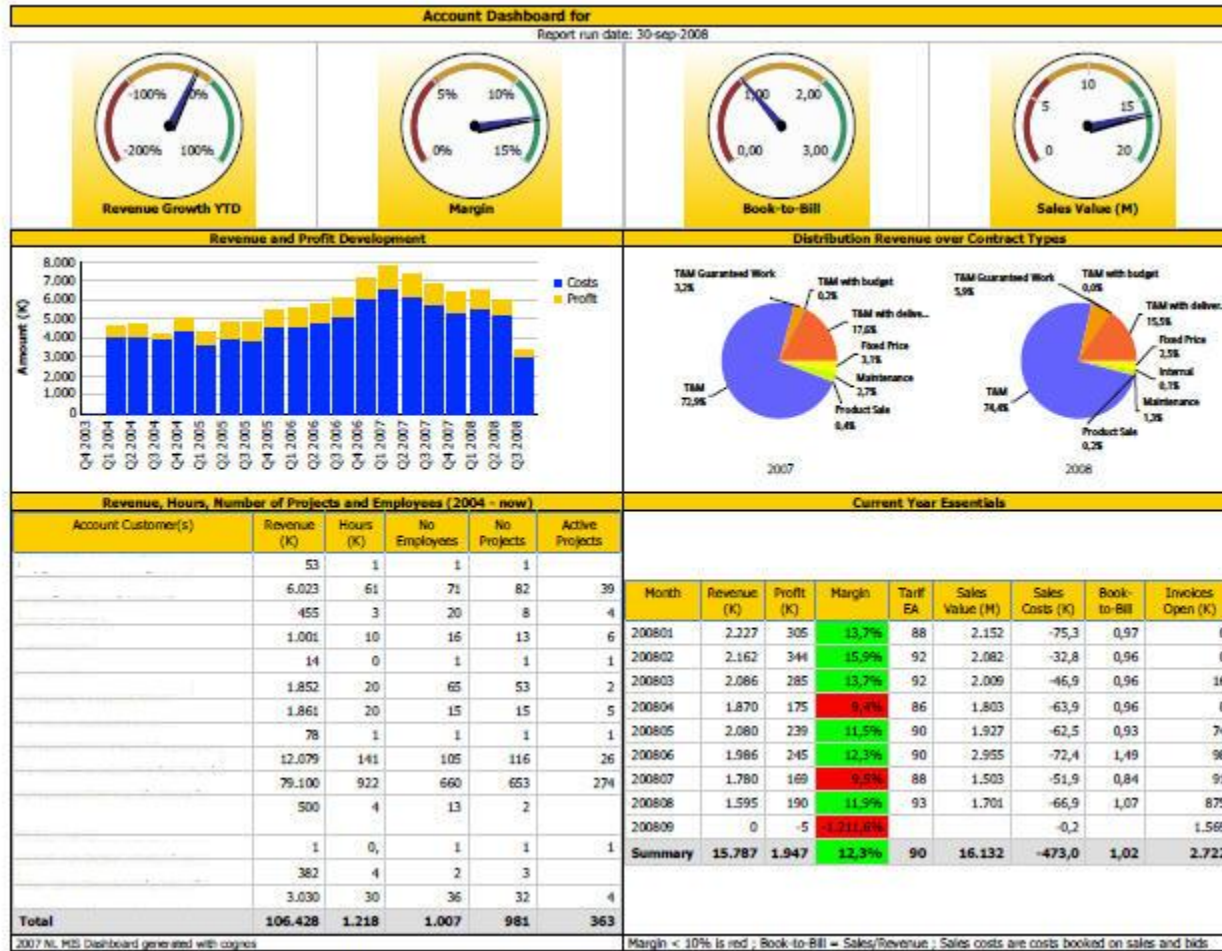 Account Dashboard for
Report run date: 30-sep-2008
-100% 0%
-200% 100%
Revenue Growth YTD
5% 10%
0% 15%
Margin
1,00 2,00
0,00 3,00
Book-to-Bill
10
5 15
0 20
Sales Value (M)
Revenue and Profit Development
Amount (K)
8.000
7.000
6.000
5.000
4.000
3.000
2.000
1.000
0
Costs
Profit
Q4 2003
Q1 2004
Q2 2004
Q3 2004
Q4 2004
Q1 2005
Q2 2005
Q3 2005
Q4 2005
Q1 2006
Q2 2006
Q3 2006
Q4 2006
Q1 2007
Q2 2007
Q3 2007
Q4 2007
Q1 2008
Q2 2008
Q3 2008
Distribution Revenue over Contract Types
T&M Guaranteed Work
3,2%
T&M with budget
0,2%
T&M with delive...
17,6%
Fixed Price
3,1%
Maintenance
2,7%
Product Sale
0,4%
T&M
72,9%
2007
T&M Guaranteed Work
5,9%
T&M with budget
0,0%
T&M with deliver...
15,5%
Fixed Price
2,5%
Internal
0,1%
Maintenance
1,3%
Product Sale
0,2%
T&M
74,4%
2008
Revenue, Hours, Number of Projects and Employees (2004 - now)
Account Customer(s) Revenue (K) Hours (K) No Employees No Projects Active Projects
53 1 1 1
6.023 61 71 82 39
455 3 20 8 4
1.001 10 16 13 6
14 0 1 1 1
1.852 20 65 53 2
1.861 20 15 15 5
78 1 1 1 1
12.079 141 105 116 26
79.100 922 660 653 274
500 4 13 2
1 0, 1 1 1
382 4 2 3
3.030 30 36 32 4
Total 106.428 1.218 1.007 981 363
2007 NL MIS Dashboard generated with cognos
Current Year Essentials
Month Revenue (K) Profit (K) Margin Tarif EA Sales Value (M) Sales Costs (K) Book-to-Bill Invoices Open (K)
200801 2.227 305 13,7% 88 2.152 -75,3 0,97
200802 2.162 344 15,9% 92 2.082 -32,8 0,96
200803 2.086 285 13,7% 92 2.009 -46,9 0,96
200804 1.870 175 9,4% 86 1.803 -63,9 0,96
200805 2.080 239 11,5% 90 1.927 -62,5 0,93
200806 1.986 245 12,3% 90 2.955 -72,4 1,49
200807 1.780 169 9,5% 88 1.503 -51,9 0,84
200808 1.595 190 11,9% 93 1.701 -66,9 1,07
200809 0 -5 -0,2
Summary 15.787 1.947 12,3% 90 16.132 -473,0 1,02
Margin < 10% is red ; Book-to-Bill = Sales/Revenue ; Sales costs are costs booked on sales and bids